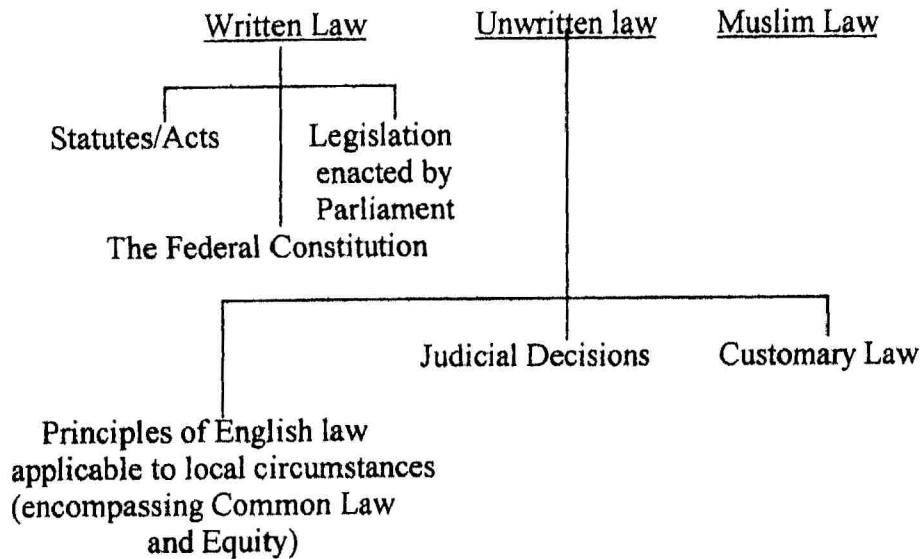 Written Law
Unwritten law
Muslim Law
Statutes/Acts
Legislation
enacted by
Parliament
The Federal Constitution
Judicial Decisions
Customary Law
Principles of English law
applicable to local circumstances
(encompassing Common Law
and Equity)